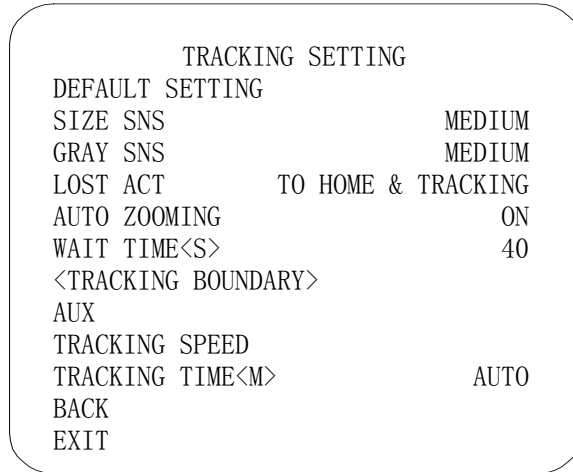 TRACKING SETTING
DEFAULT SETTING
SIZE SNS MEDIUM
GRAY SNS MEDIUM
LOST ACT TO HOME & TRACKING
AUTO ZOOMING ON
WAIT TIME<S> 40
<TRACKING BOUNDARY>
AUX
TRACKING SPEED
TRACKING TIME<M> AUTO
BACK
EXIT